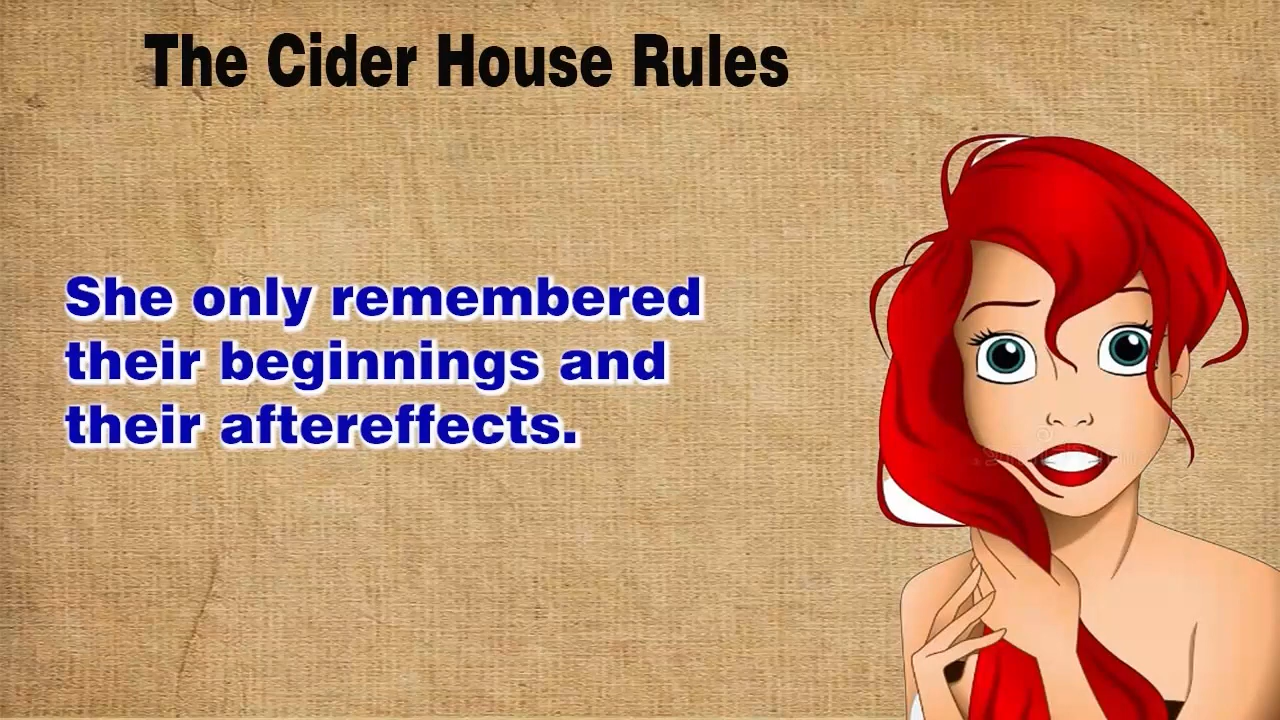 The Cider House Rules
She only remembered
their beginnings and
their aftereffects.